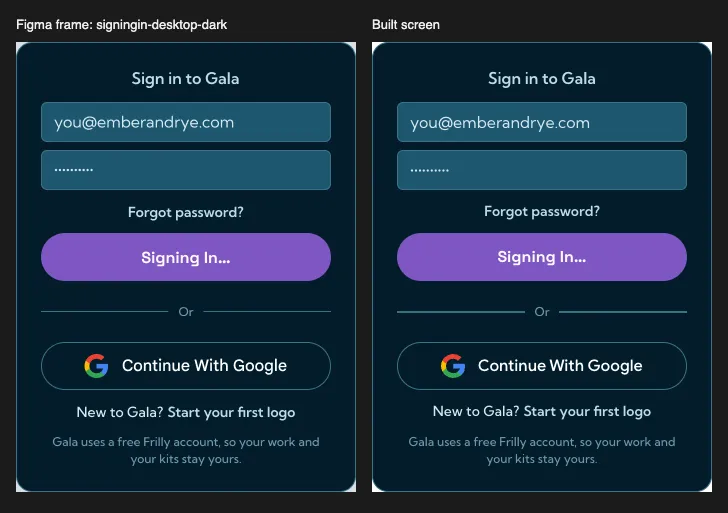 Figma frame: signingin-desktop-dark
Sign in to Gala
you@emberandrye.com
••••••••••
Forgot password?
Signing In...
Or
Continue With Google
New to Gala? Start your first logo
Gala uses a free Frilly account, so your work and
your kits stay yours.
Built screen
Sign in to Gala
you@emberandrye.com
••••••••••
Forgot password?
Signing In...
Or
Continue With Google
New to Gala? Start your first logo
Gala uses a free Frilly account, so your work and
your kits stay yours.